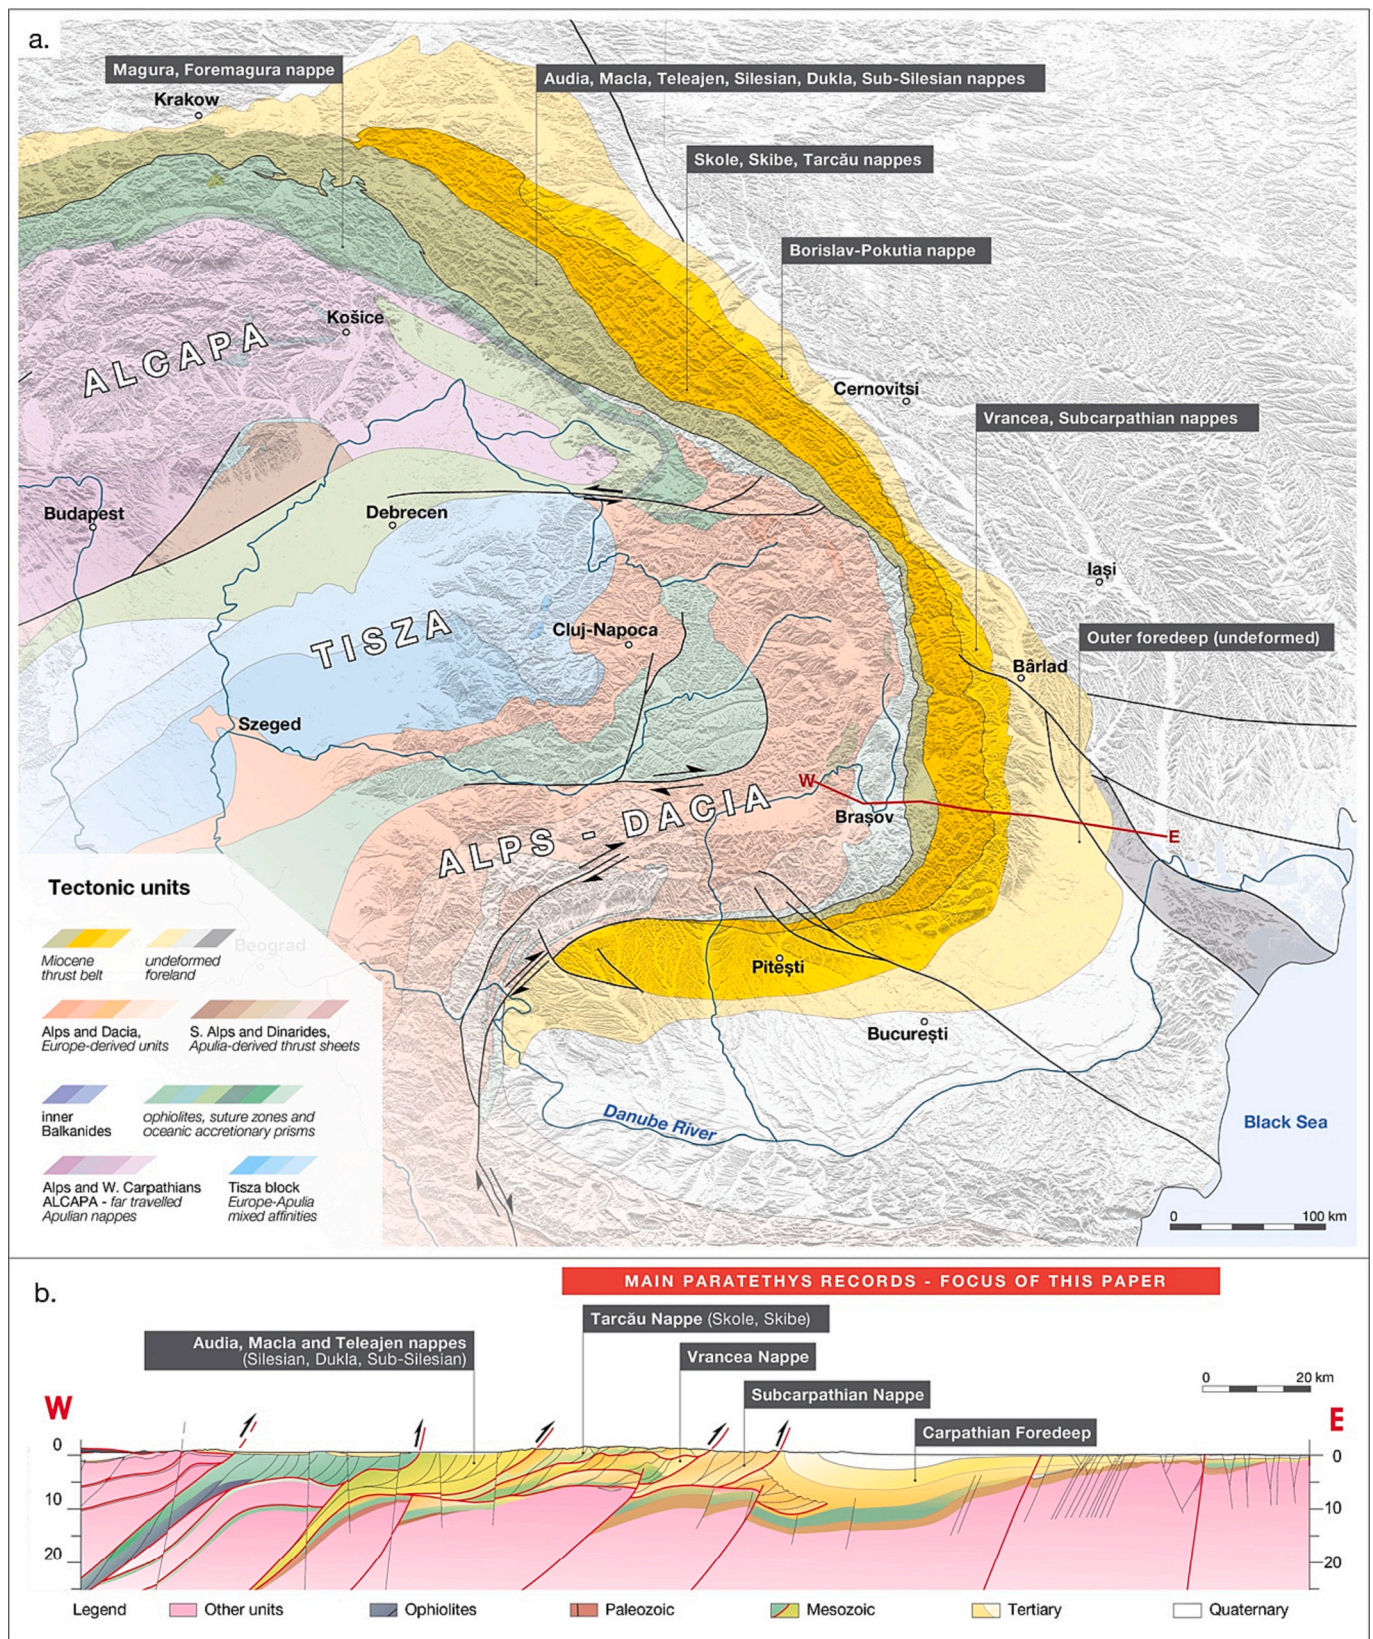 a.
Magura, Foremagura nappe
Audia, Macla, Teleajen, Silesian, Dukla, Sub-Silesian nappes
Krakow
Skole, Skibe, Tarcău nappes
Borislav-Pokutia nappe
Košice
ALCAPA
Cernovitsi
Vrancea, Subcarpathian nappes
Budapest
Debrecen
Iași
Cluj-Napoca
TISZA
Outer foredeep (undeformed)
Bârlad
Szeged
W
ALPS - DACIA
Brașov
E
Tectonic units
Beograd
Miocene
thrust belt
undeformed
foreland
Pitești
Alps and Dacia,
Europe-derived units
S. Alps and Dinarides,
Apulia-derived thrust sheets
București
inner
Balkanides
ophiolites, suture zones and
oceanic accretionary prisms
Danube River
Black Sea
Alps and W. Carpathians
ALCAPA - far travelled
Apulian nappes
Tisza block
Europe-Apulia
mixed affinities
0 100 km
b.
MAIN PARATETHYS RECORDS - FOCUS OF THIS PAPER
Tarcău Nappe (Skole, Skibe)
Audia, Macla and Teleajen nappes
(Silesian, Dukla, Sub-Silesian)
Vrancea Nappe
Subcarpathian Nappe
0 20 km
W
E
Carpathian Foredeep
0
10
20
0
10
20
Legend
Other units
Ophiolites
Paleozoic
Mesozoic
Tertiary
Quaternary